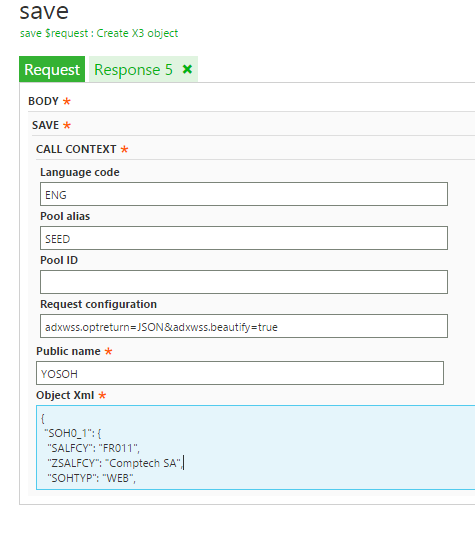 save
save $request : Create X3 object
Request
Response 5 ✖
BODY *
SAVE *
CALL CONTEXT *
Language code
ENG
Pool alias
SEED
Pool ID
Request configuration
adxwss.optreturn=JSON&adxwss.beautify=true
Public name *
YOSOH
Object Xml *
{
"SOH0_1": {
"SALFCY": "FR011",
"ZSALFCY": "Comptech SA",
"SOHTYP": "WEB",